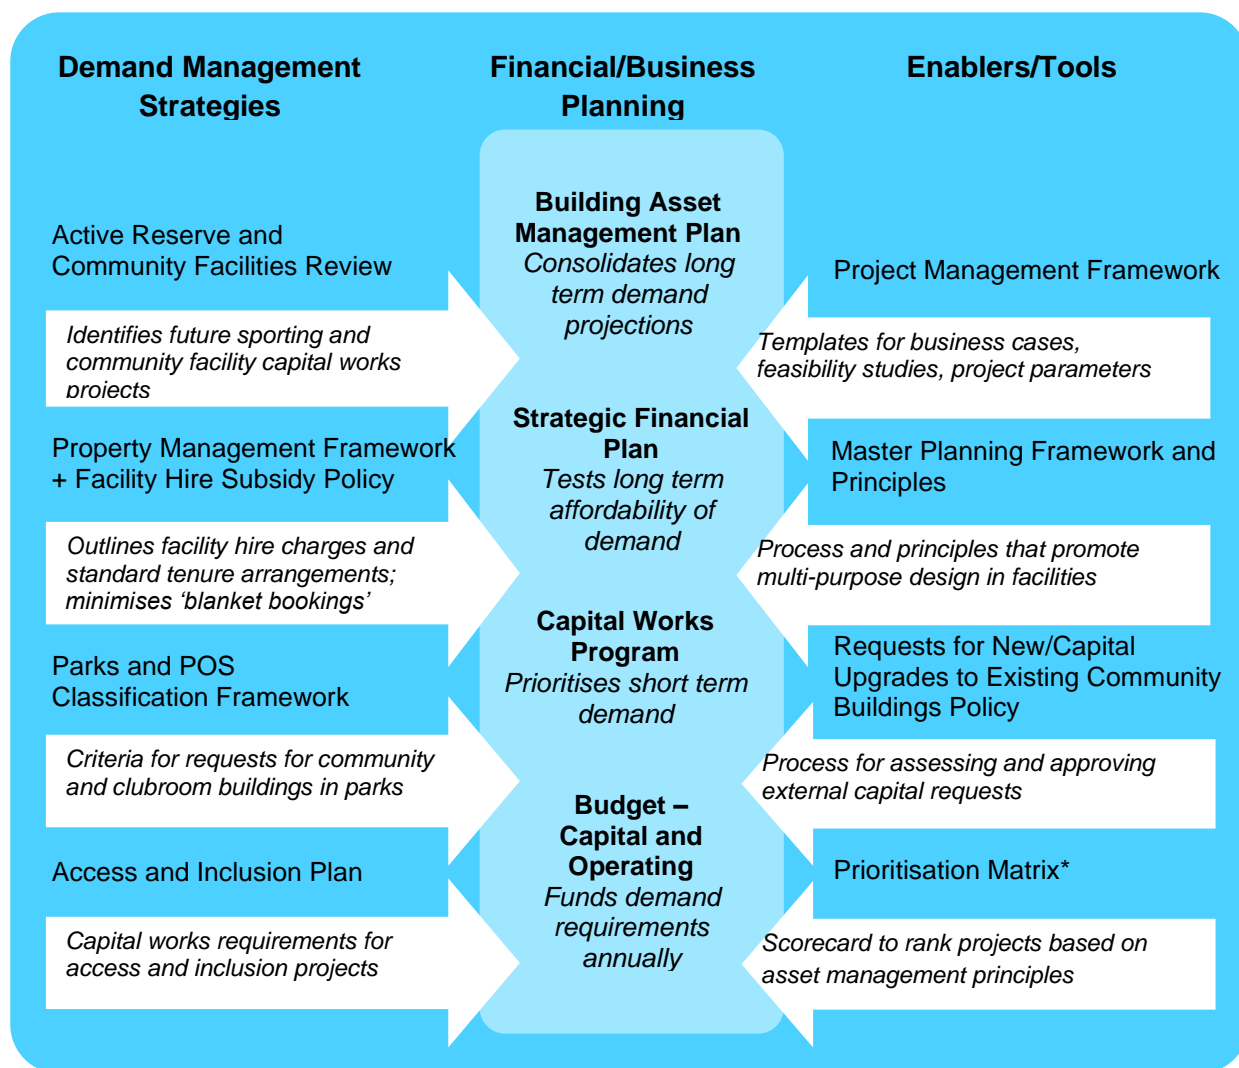 Demand Management
Strategies
Active Reserve and
Community Facilities Review
Identifies future sporting and
community facility capital works
projects
Property Management Framework
+ Facility Hire Subsidy Policy
Outlines facility hire charges and
standard tenure arrangements;
minimises ‘blanket bookings’
Parks and POS
Classification Framework
Criteria for requests for community
and clubroom buildings in parks
Access and Inclusion Plan
Capital works requirements for
access and inclusion projects
Financial/Business
Planning
Building Asset
Management Plan
Consolidates long
term demand
projections
Strategic Financial
Plan
Tests long term
affordability of
demand
Capital Works
Program
Prioritises short term
demand
Budget –
Capital and
Operating
Funds demand
requirements
annually
Enablers/Tools
Project Management Framework
Templates for business cases,
feasibility studies, project parameters
Master Planning Framework and
Principles
Process and principles that promote
multi-purpose design in facilities
Requests for New/Capital
Upgrades to Existing Community
Buildings Policy
Process for assessing and approving
external capital requests
Prioritisation Matrix*
Scorecard to rank projects based on
asset management principles